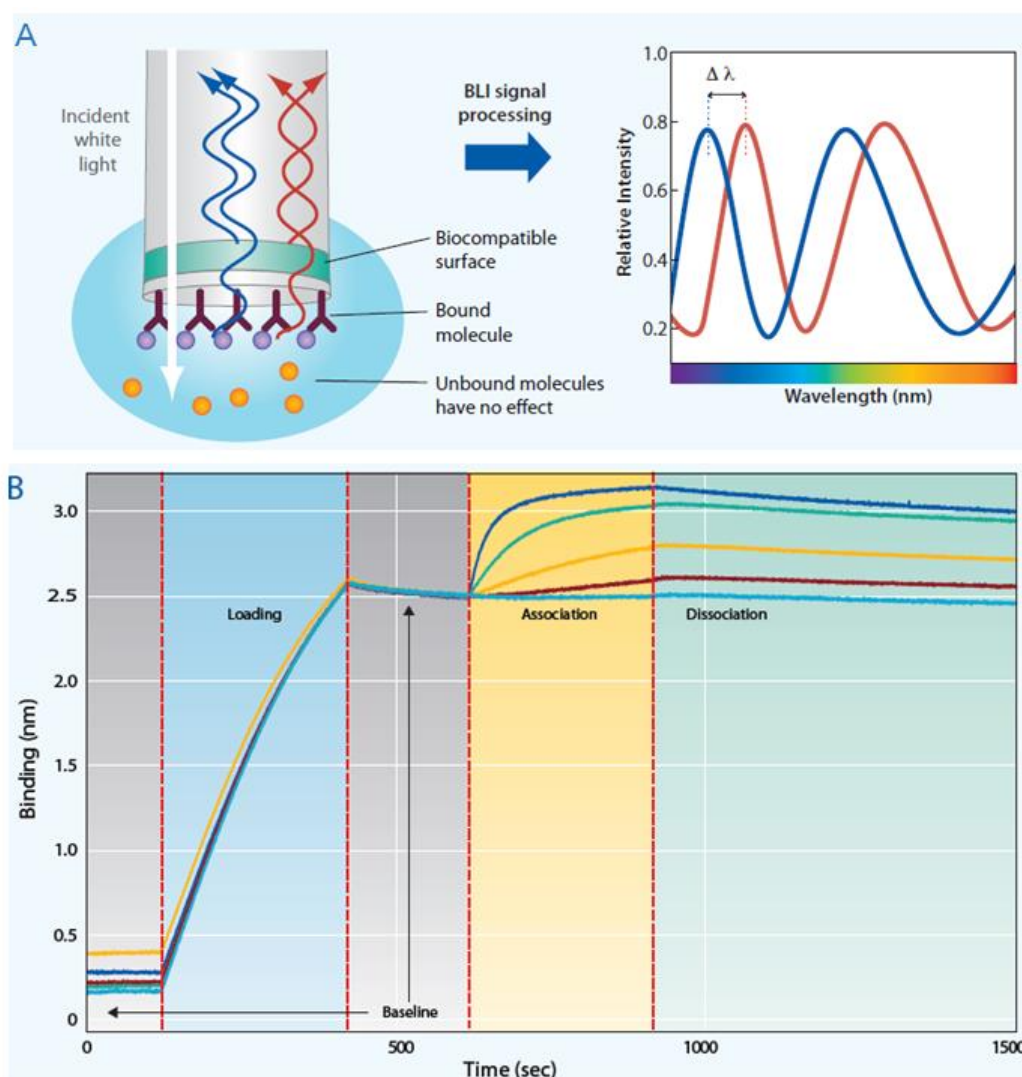 A
Incident
white
light
BLI signal
processing
Biocompatible
surface
Bound
molecule
Unbound molecules
have no effect
Δ λ
Relative Intensity
1.0
0.8
0.6
0.4
0.2
Wavelength (nm)
B
Binding (nm)
3.0
2.5
2.0
1.5
1.0
0.5
0
Loading
Association
Dissociation
Baseline
0
500
1000
1500
Time (sec)